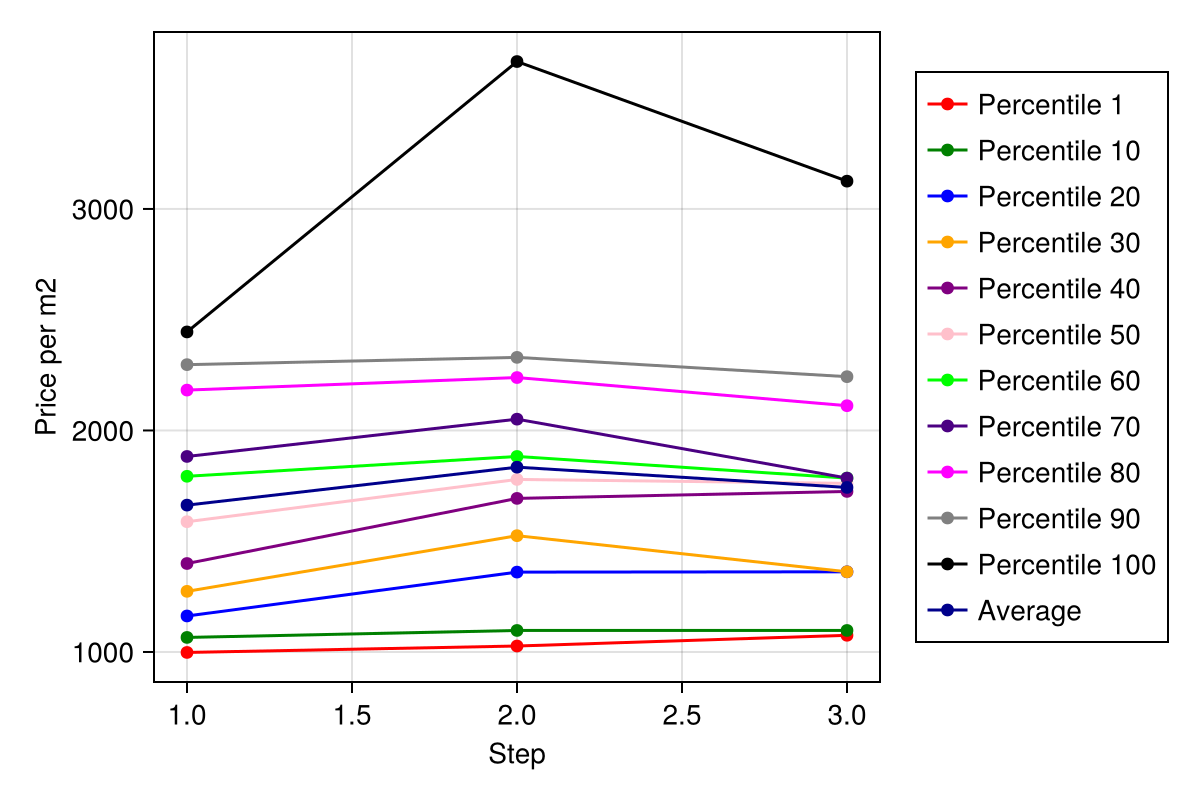 Price per m2
3000
2000
1000
1.0 1.5 2.0 2.5 3.0
Step
Percentile 1
Percentile 10
Percentile 20
Percentile 30
Percentile 40
Percentile 50
Percentile 60
Percentile 70
Percentile 80
Percentile 90
Percentile 100
Average